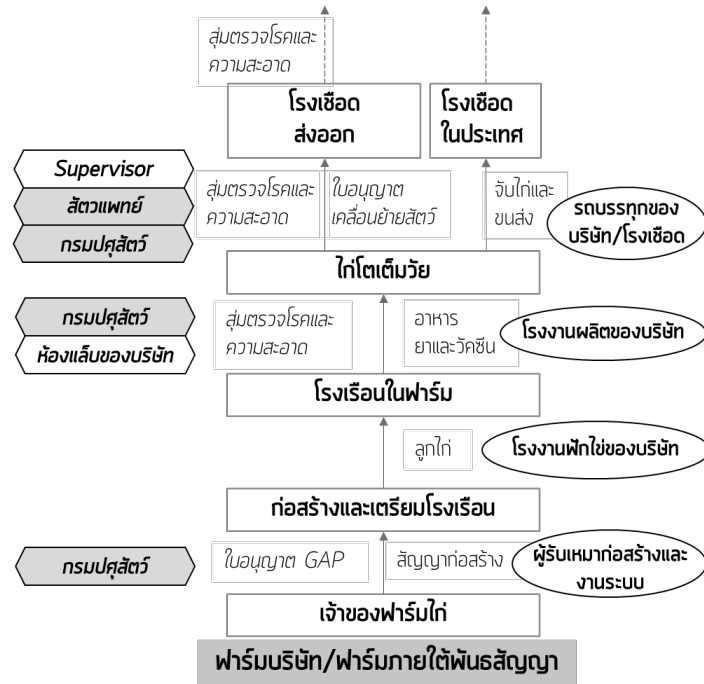 สุ่มตรวจโรคและ
ความสะอาด
โรงเชือด
ส่งออก
โรงเชือด
ในประเทศ
Supervisor
สัตวแพทย์
กรมปศุสัตว์
สุ่มตรวจโรคและ
ความสะอาด
ใบอนุญาต
เคลื่อนย้ายสัตว์
จับไก่และ
ขนส่ง
รถบรรทุกของ
บริษัท/โรงเชือด
ไก่โตเต็มวัย
กรมปศุสัตว์
ห้องแล็บของบริษัท
สุ่มตรวจโรคและ
ความสะอาด
อาหาร
ยาและวัคซีน
โรงงานผลิตของบริษัท
โรงเรือนในฟาร์ม
ลูกไก่
โรงงานฟักไข่ของบริษัท
ก่อสร้างและเตรียมโรงเรือน
กรมปศุสัตว์
ใบอนุญาต GAP
สัญญาก่อสร้าง
ผู้รับเหมาก่อสร้างและ
งานระบบ
เจ้าของฟาร์มไก่
ฟาร์มบริษัท/ฟาร์มภายใต้พันธสัญญา